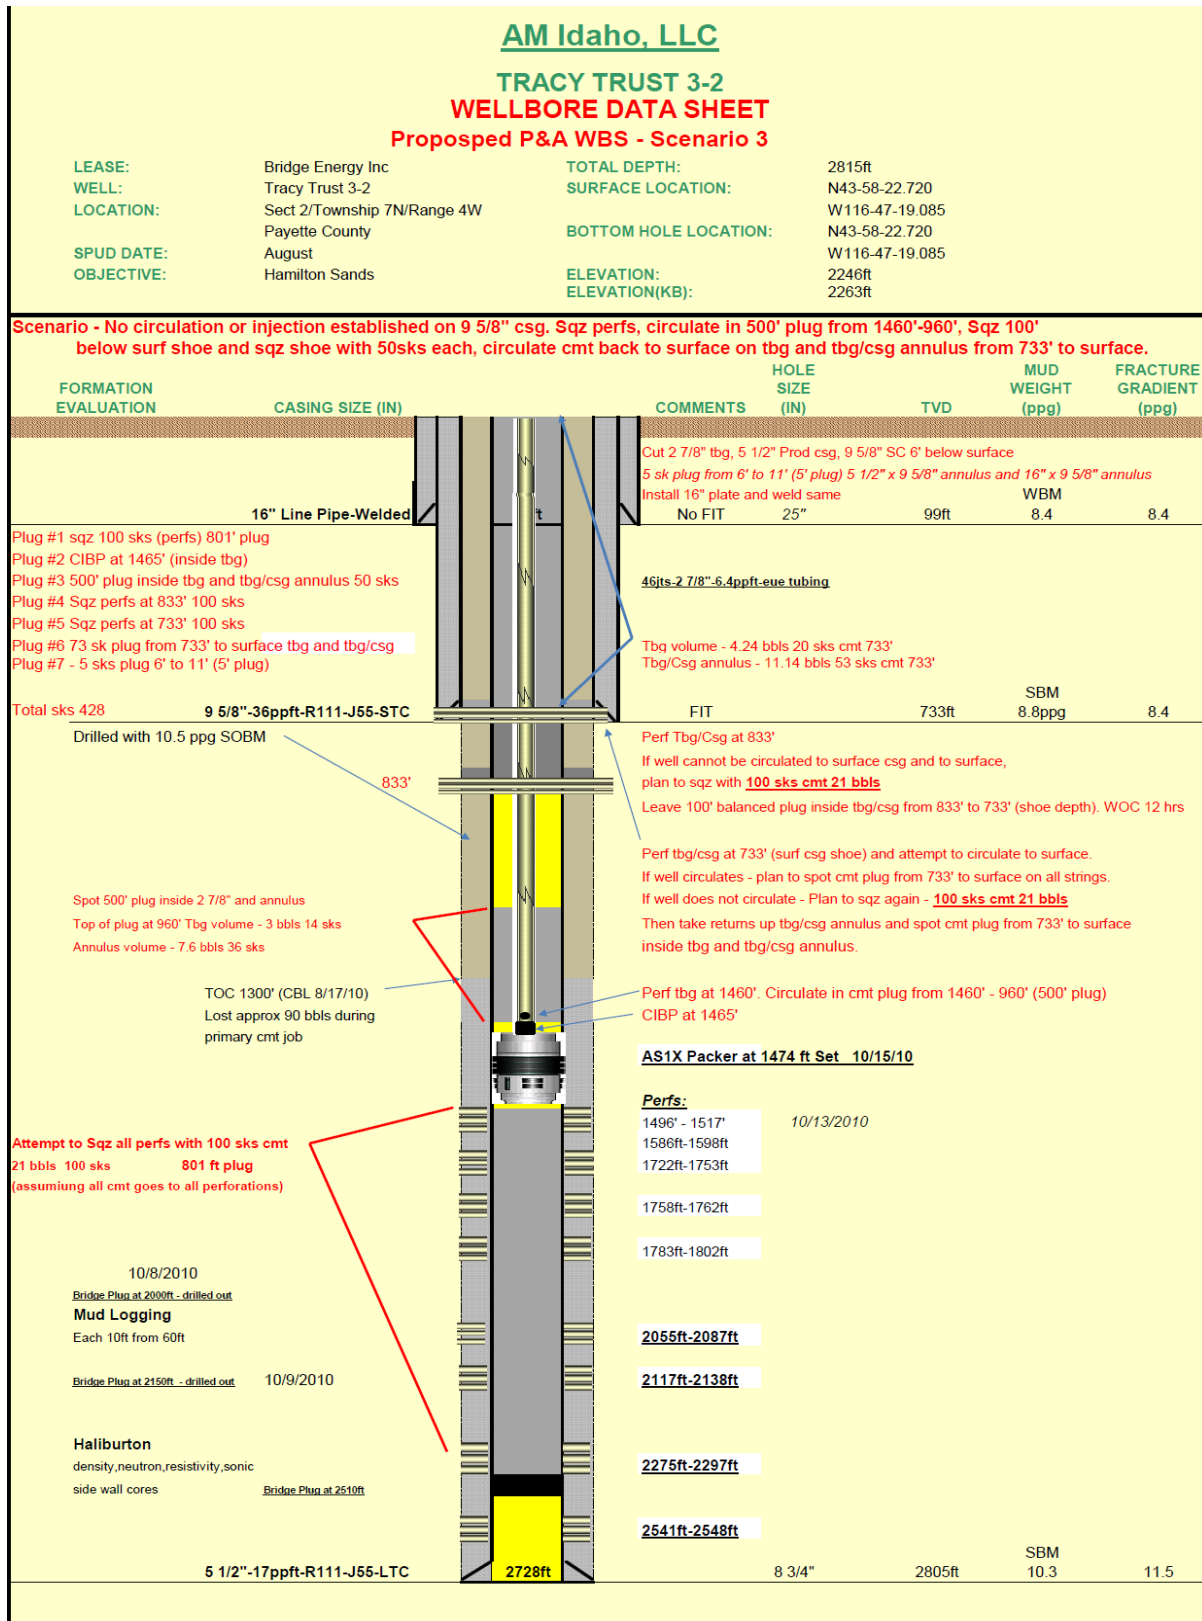 AM Idaho, LLC
TRACY TRUST 3-2
WELLBORE DATA SHEET
Proposped P&A WBS - Scenario 3
LEASE: Bridge Energy Inc TOTAL DEPTH: 2815ft
WELL: Tracy Trust 3-2 SURFACE LOCATION: N43-58-22.720
LOCATION: Sect 2/Township 7N/Range 4W W116-47-19.085
Payette County BOTTOM HOLE LOCATION: N43-58-22.720
SPUD DATE: August W116-47-19.085
OBJECTIVE: Hamilton Sands ELEVATION: 2246ft
ELEVATION(KB): 2263ft
Scenario - No circulation or injection established on 9 5/8" csg. Sqz perfs, circulate in 500' plug from 1460'-960', Sqz 100'
below surf shoe and sqz shoe with 50sks each, circulate cmt back to surface on tbg and tbg/csg annulus from 733' to surface.
HOLE MUD FRACTURE
FORMATION SIZE WEIGHT GRADIENT
EVALUATION CASING SIZE (IN) COMMENTS (IN) TVD (ppg) (ppg)
Cut 2 7/8" tbg, 5 1/2" Prod csg, 9 5/8" SC 6' below surface
5 sk plug from 6' to 11' (5' plug) 5 1/2" x 9 5/8" annulus and 16" x 9 5/8" annulus
Install 16" plate and weld same WBM
16" Line Pipe-Welded No FIT 25" 99ft 8.4 8.4
Plug #1 sqz 100 sks (perfs) 801' plug
Plug #2 CIBP at 1465' (inside tbg)
Plug #3 500' plug inside tbg and tbg/csg annulus 50 sks
46jts-2 7/8"-6.4ppft-eue tubing
Plug #4 Sqz perfs at 833' 100 sks
Plug #5 Sqz perfs at 733' 100 sks
Plug #6 73 sk plug from 733' to surface tbg and tbg/csg
Plug #7 - 5 sks plug 6' to 11' (5' plug)
Tbg volume - 4.24 bbls 20 sks cmt 733'
Tbg/Csg annulus - 11.14 bbls 53 sks cmt 733'
SBM
Total sks 428 9 5/8"-36ppft-R111-J55-STC FIT 733ft 8.8ppg 8.4
Drilled with 10.5 ppg SOBM
Perf Tbg/Csg at 833'
If well cannot be circulated to surface csg and to surface,
833'
plan to sqz with 100 sks cmt 21 bbls
Leave 100' balanced plug inside tbg/csg from 833' to 733' (shoe depth). WOC 12 hrs
Perf tbg/csg at 733' (surf csg shoe) and attempt to circulate to surface.
If well circulates - plan to spot cmt plug from 733' to surface on all strings.
If well does not circulate - Plan to sqz again - 100 sks cmt 21 bbls
Then take returns up tbg/csg annulus and spot cmt plug from 733' to surface
inside tbg and tbg/csg annulus.
Spot 500' plug inside 2 7/8" and annulus
Top of plug at 960' Tbg volume - 3 bbls 14 sks
Annulus volume - 7.6 bbls 36 sks
TOC 1300' (CBL 8/17/10)
Lost approx 90 bbls during
primary cmt job
Perf tbg at 1460'. Circulate in cmt plug from 1460' - 960' (500' plug)
CIBP at 1465'
AS1X Packer at 1474 ft Set 10/15/10
Perfs:
1496' - 1517' 10/13/2010
1586ft-1598ft
1722ft-1753ft
Attempt to Sqz all perfs with 100 sks cmt
21 bbls 100 sks 801 ft plug
(assumiung all cmt goes to all perforations)
1758ft-1762ft
1783ft-1802ft
10/8/2010
Bridge Plug at 2000ft - drilled out
Mud Logging
Each 10ft from 60ft
2055ft-2087ft
Bridge Plug at 2150ft - drilled out 10/9/2010
2117ft-2138ft
Haliburton
density,neutron,resistivity,sonic
2275ft-2297ft
side wall cores Bridge Plug at 2510ft
2541ft-2548ft
SBM
5 1/2"-17ppft-R111-J55-LTC 2728ft 8 3/4" 2805ft 10.3 11.5